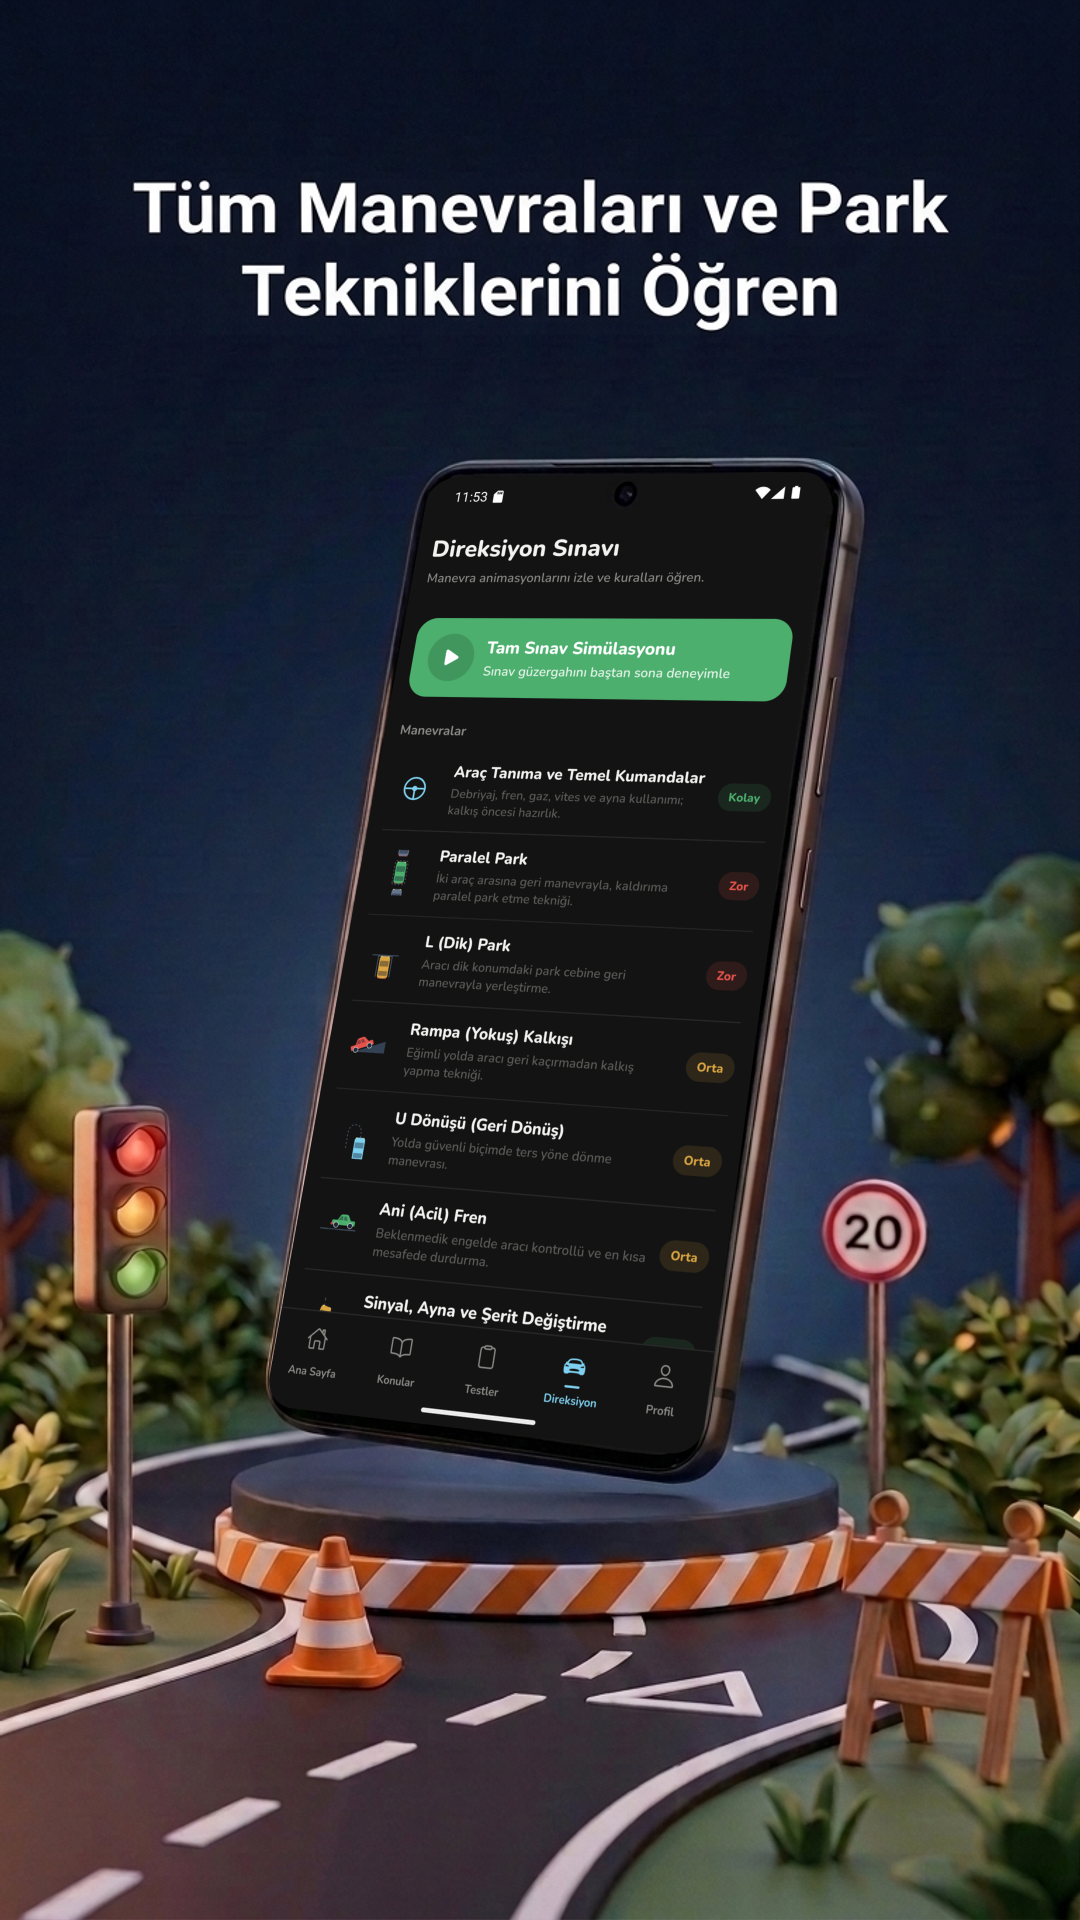 Tüm Manevraları ve Park
Tekniklerini Öğren
11:53
Direksiyon Sınavı
Manevra animasyonlarını izle ve kuralları öğren.
Tam Sınav Simülasyonu
Sınav güzergahını baştan sona deneyimle
Manevralar
Araç Tanıma ve Temel Kumandalar
Debriyaj, fren, gaz, vites ve ayna kullanımı;
kalkış öncesi hazırlık.
Kolay
Paralel Park
İki araç arasına geri manevrayla, kaldırıma
paralel park etme tekniği.
Zor
L (Dik) Park
Aracı dik konumdaki park cebine geri
manevrayla yerleştirme.
Zor
Rampa (Yokuş) Kalkışı
Eğimli yolda aracı geri kaçırmadan kalkış
yapma tekniği.
Orta
U Dönüşü (Geri Dönüş)
Yolda güvenli biçimde ters yöne dönme
manevrası.
Orta
Ani (Acil) Fren
Beklenmedik engelde aracı kontrollü ve en kısa
mesafede durdurma.
Orta
Sinyal, Ayna ve Şerit Değiştirme
Ana Sayfa
Konular
Testler
Direksiyon
Profil
20